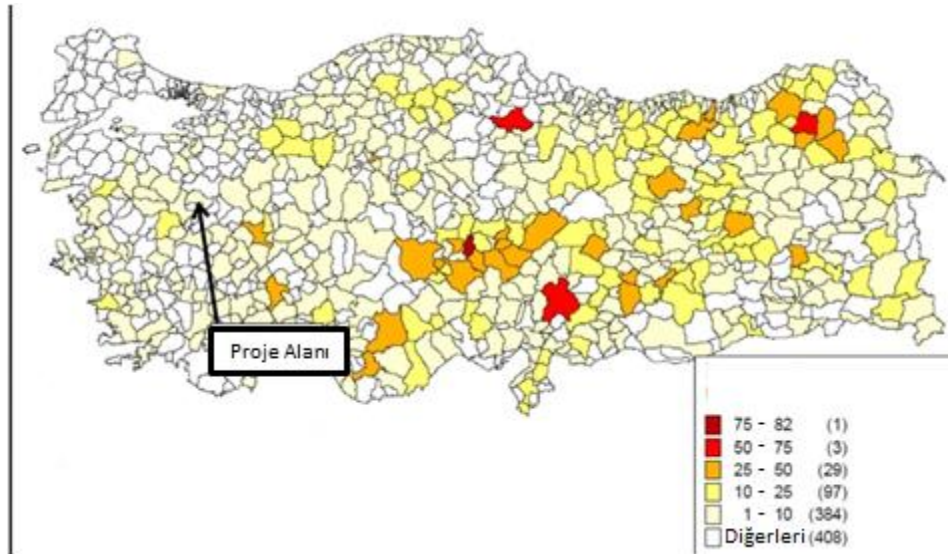 Proje Alanı
75 - 82 (1)
50 - 75 (3)
25 - 50 (29)
10 - 25 (97)
1 - 10 (384)
Diğerleri (408)